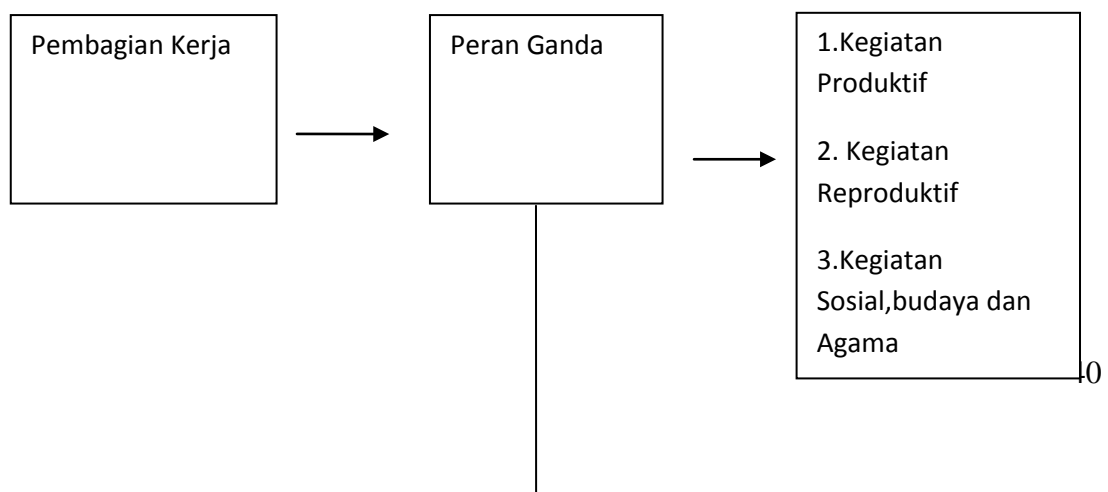 Pembagian Kerja
Peran Ganda
1.Kegiatan
Produktif
2. Kegiatan
Reproduktif
3.Kegiatan
Sosial,budaya dan
Agama